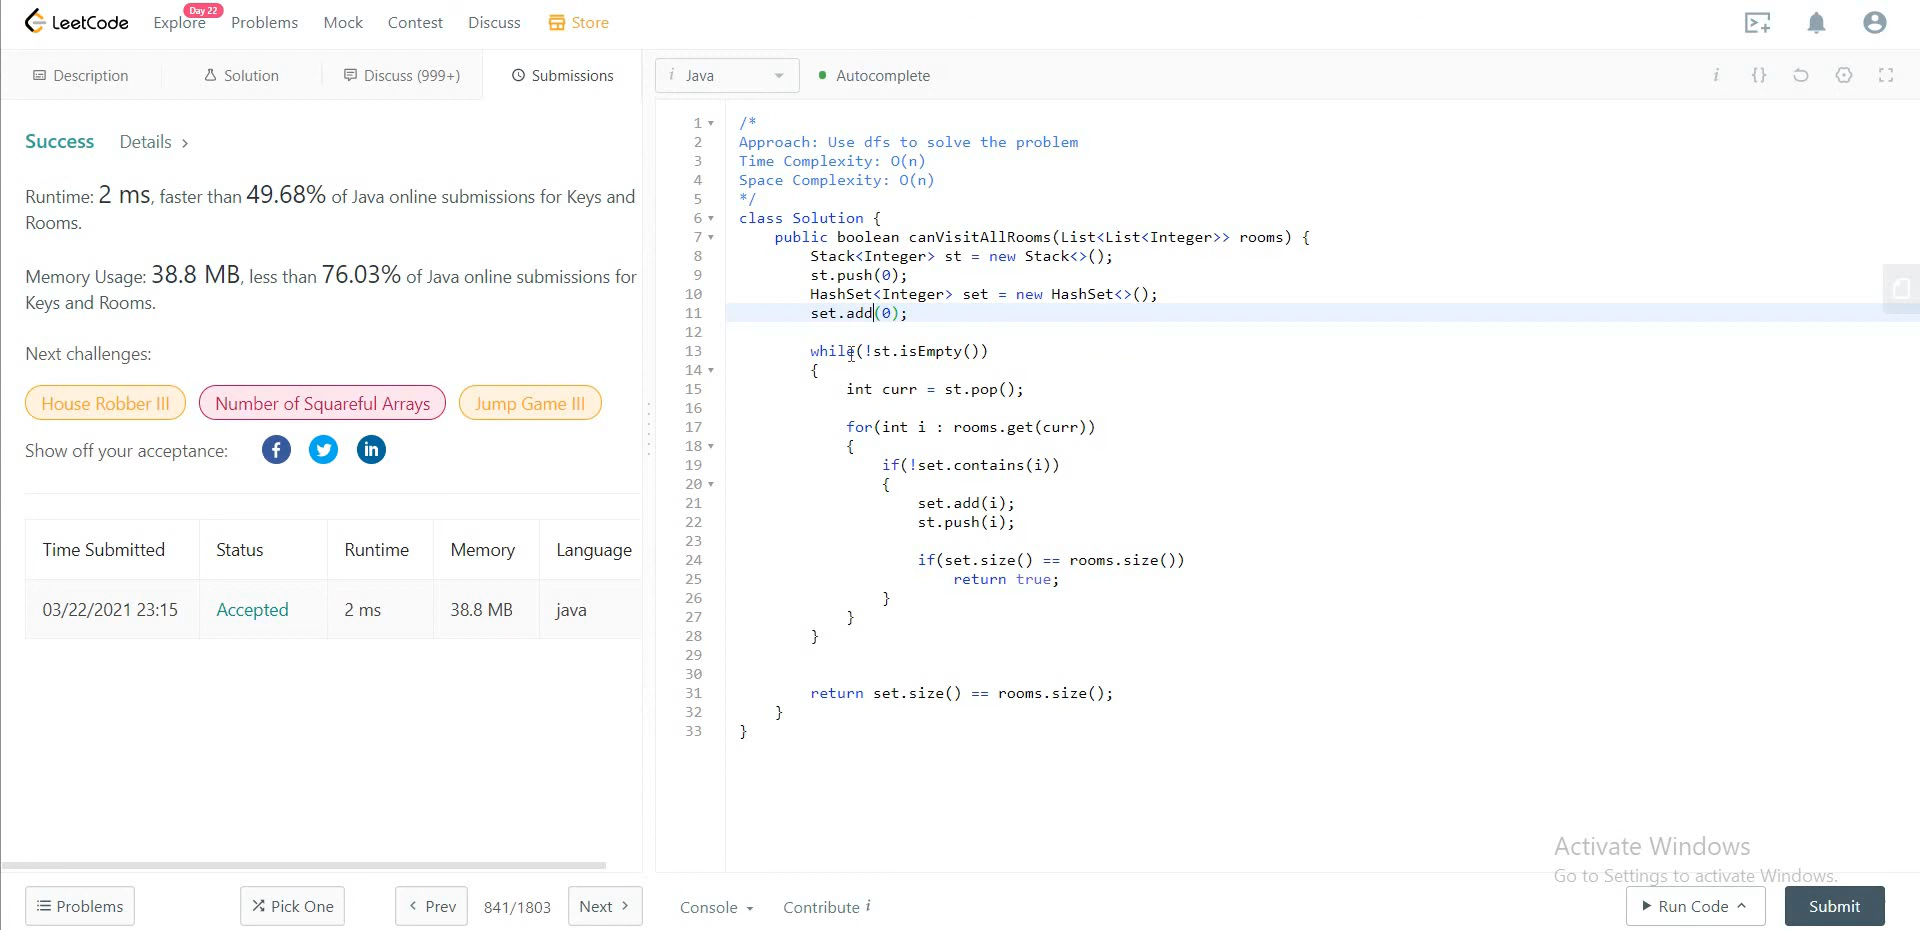 LeetCode
Explore
Day 22
Problems
Mock
Contest
Discuss
Store
Description
Solution
Discuss (999+)
Submissions
i Java
Autocomplete
i {}
Success
Details >
Runtime: 2 ms, faster than 49.68% of Java online submissions for Keys and
Rooms.
Memory Usage: 38.8 MB, less than 76.03% of Java online submissions for
Keys and Rooms.
Next challenges:
House Robber III
Number of Squareful Arrays
Jump Game III
Show off your acceptance:
Time Submitted Status Runtime Memory Language
03/22/2021 23:15 Accepted 2 ms 38.8 MB java
1 /*
2 Approach: Use dfs to solve the problem
3 Time Complexity: O(n)
4 Space Complexity: O(n)
5 */
6 class Solution {
7 public boolean canVisitAllRooms(List<List<Integer>> rooms) {
8 Stack<Integer> st = new Stack<>();
9 st.push(0);
10 HashSet<Integer> set = new HashSet<>();
11 set.add(0);
12
13 while(!st.isEmpty())
14 {
15 int curr = st.pop();
16
17 for(int i : rooms.get(curr))
18 {
19 if(!set.contains(i))
20 {
21 set.add(i);
22 st.push(i);
23
24 if(set.size() == rooms.size())
25 return true;
26 }
27 }
28 }
29
30
31 return set.size() == rooms.size();
32 }
33 }
Activate Windows
Go to Settings to activate Windows.
Problems
Pick One
< Prev
841/1803
Next >
Console
Contribute i
Run Code
Submit